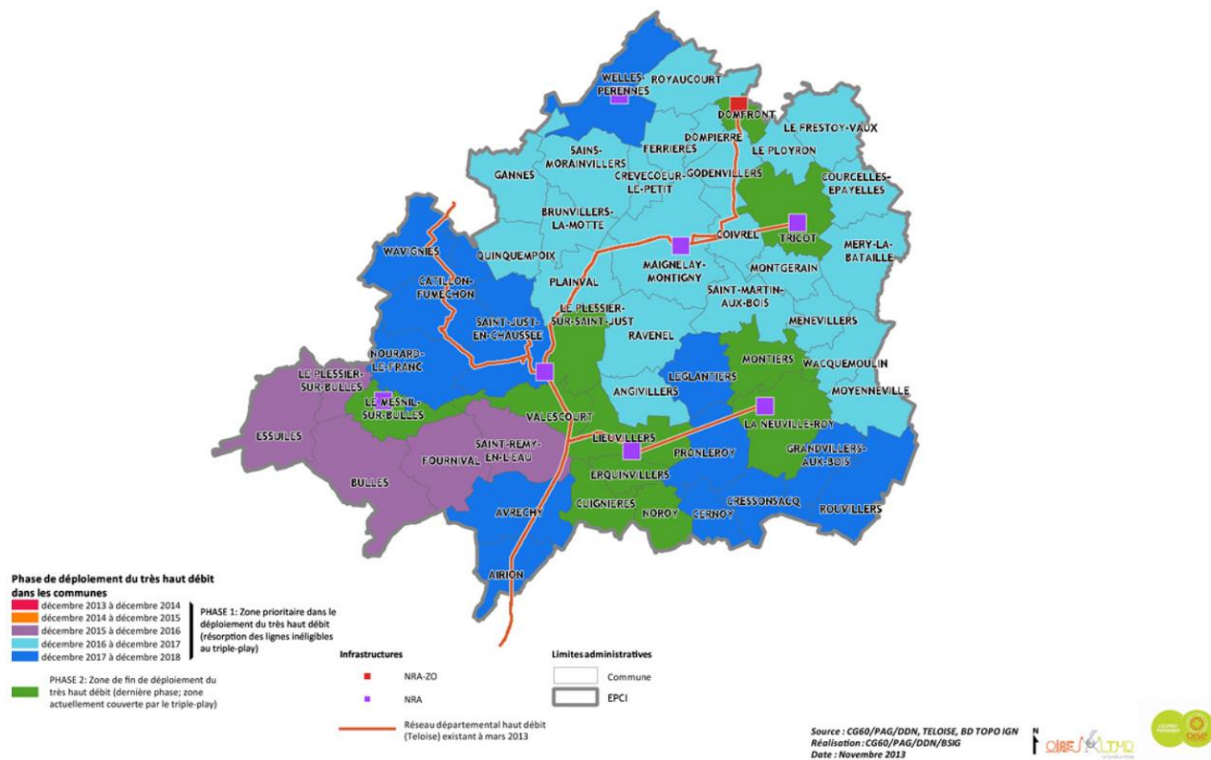 WELLES-
PERENNES
ROYAUCOURT
DOMFRONT
DOMPIERRE
LE FRESTOY-VAUX
FERRIERES
LE PLOYRON
SAINS-
MORAINVILLERS
GANNES
CREVECOEUR-
LE-PETIT
GODENVILLERS
COURCELLES-
EPAYELLES
BRUNVILLERS-
LA-MOTTE
COIVREL
TRICOT
WAVIGNIES
QUINQUEMPOIX
MAIGNELAY-
MONTIGNY
MONTGERAIN
MERY-LA-
BATAILLE
CATILLON-
FUMECHON
PLAINVAL
SAINT-MARTIN-
AUX-BOIS
LE PLESSIER-
SUR-SAINT-JUST
SAINT-JUST-
EN-CHAUSSEE
RAVENEL
MENEVILLERS
NOURARD-
LE-FRANC
MONTIERS
WACQUEMOULIN
LE PLESSIER-
SUR-BULLES
LEGLANTIERS
ANGIVILLERS
MOYENNEVILLE
LE MESNIL-
SUR-BULLES
VALESCOURT
LA NEUVILLE-ROY
ESSUILES
LIEUVILLERS
SAINT-REMY-
EN-L'EAU
FOURNIVAL
PRONLEROY
GRANDVILLERS-
AUX-BOIS
BULLES
ERQUINVILLERS
CUIGNIERES
NOROY
CRESSONSACQ
CERNOY
ROUVILLERS
AVRECHY
AIRION
Phase de déploiement du très haut débit
dans les communes
décembre 2013 à décembre 2014
décembre 2014 à décembre 2015
décembre 2015 à décembre 2016
décembre 2016 à décembre 2017
décembre 2017 à décembre 2018
PHASE 1: Zone prioritaire dans le
déploiement du très haut débit
(résorption des lignes inéligibles
au triple-play)
PHASE 2: Zone de fin de déploiement du
très haut débit (dernière phase; zone
actuellement couverte par le triple-play)
Infrastructures
NRA-ZO
NRA
Réseau départemental haut débit
(Teloise) existant à mars 2013
Limites administratives
Commune
EPCI
Source : CG60/PAG/DDN, TELOISE, BD TOPO IGN
Réalisation : CG60/PAG/DDN/BSIG
Date : Novembre 2013
N